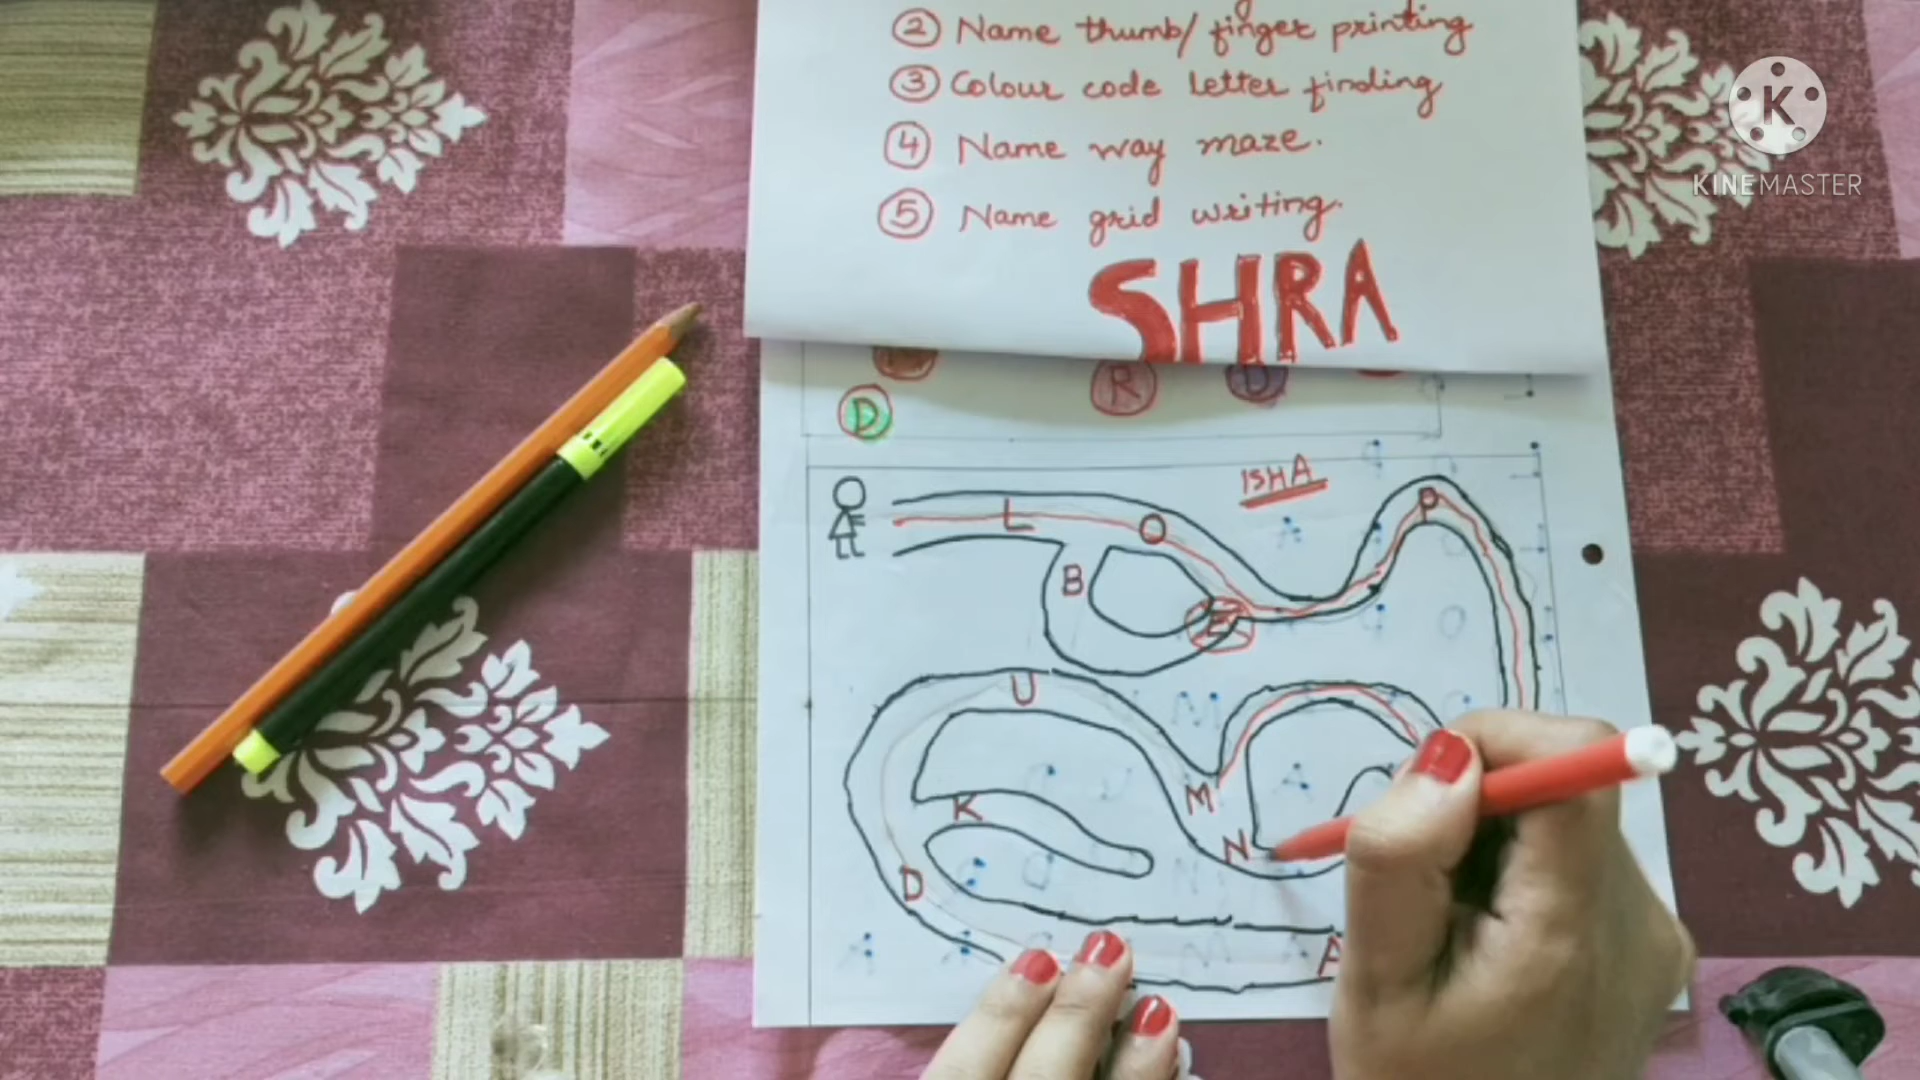 ② Name thumb/finger printing
③ Colour code letter finding
④ Name way maze.
⑤ Name grid writing.
K
KINEMASTER
SHRA
R
D
D
ISHA
P
L
O
B
E
U
M
K
N
D
A